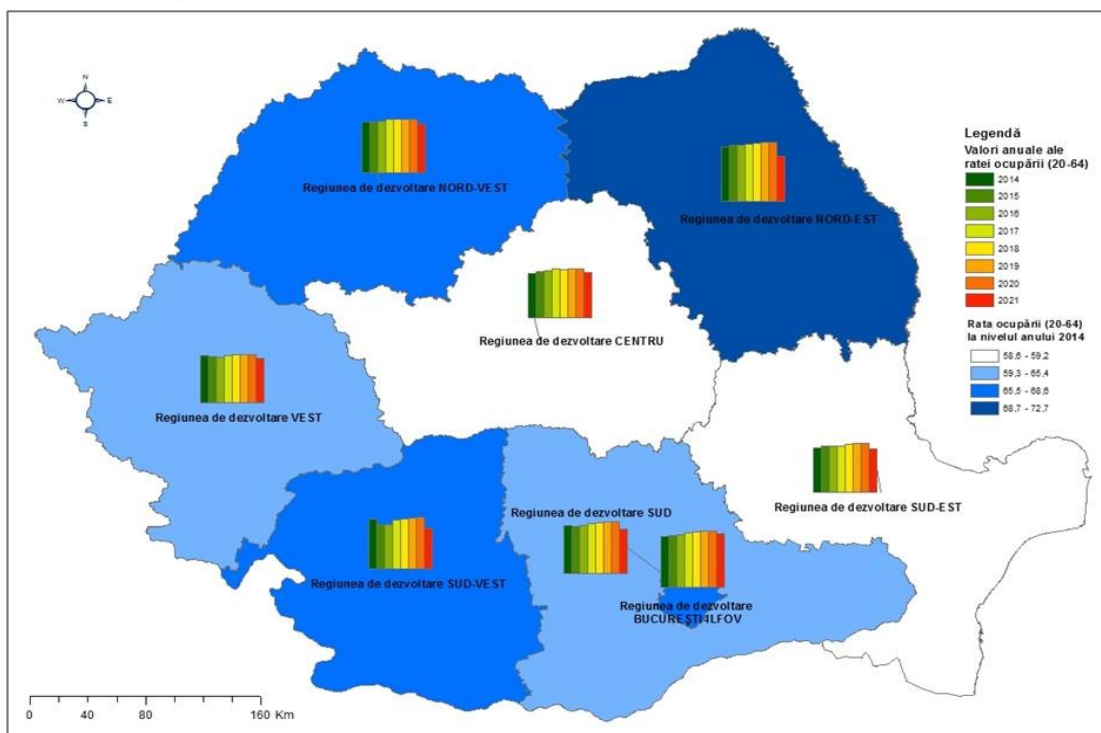 N
W
E
S
Regiunea de dezvoltare NORD-VEST
Regiunea de dezvoltare NORD-EST
Regiunea de dezvoltare CENTRU
Regiunea de dezvoltare VEST
Regiunea de dezvoltare SUD-EST
Regiunea de dezvoltare SUD
Regiunea de dezvoltare SUD-VEST
Regiunea de dezvoltare
BUCUREȘTI-ILFOV
Legendă
Valori anuale ale
ratei ocupării (20-64)
2014
2015
2016
2017
2018
2019
2020
2021
Rata ocupării (20-64)
la nivelul anului 2014
58,6 - 59,2
59,3 - 65,4
65,5 - 68,6
68,7 - 72,7
0 40 80 160 Km